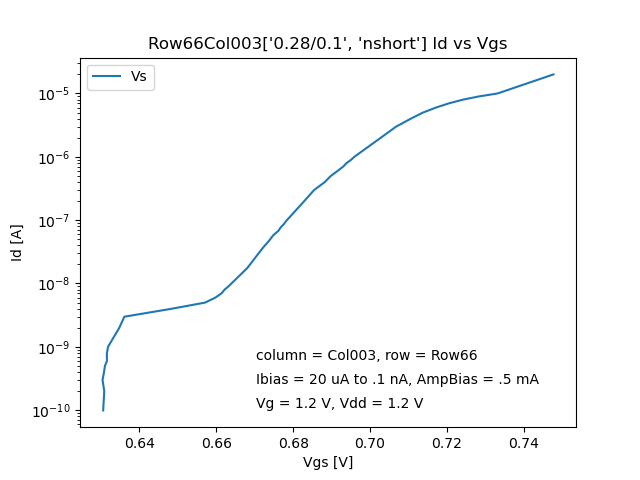 Row66Col003['0.28/0.1', 'nshort'] Id vs Vgs
Vs
10⁻⁵
10⁻⁶
10⁻⁷
10⁻⁸
10⁻⁹
10⁻¹⁰
Id [A]
column = Col003, row = Row66
Ibias = 20 uA to .1 nA, AmpBias = .5 mA
Vg = 1.2 V, Vdd = 1.2 V
0.64 0.66 0.68 0.70 0.72 0.74
Vgs [V]